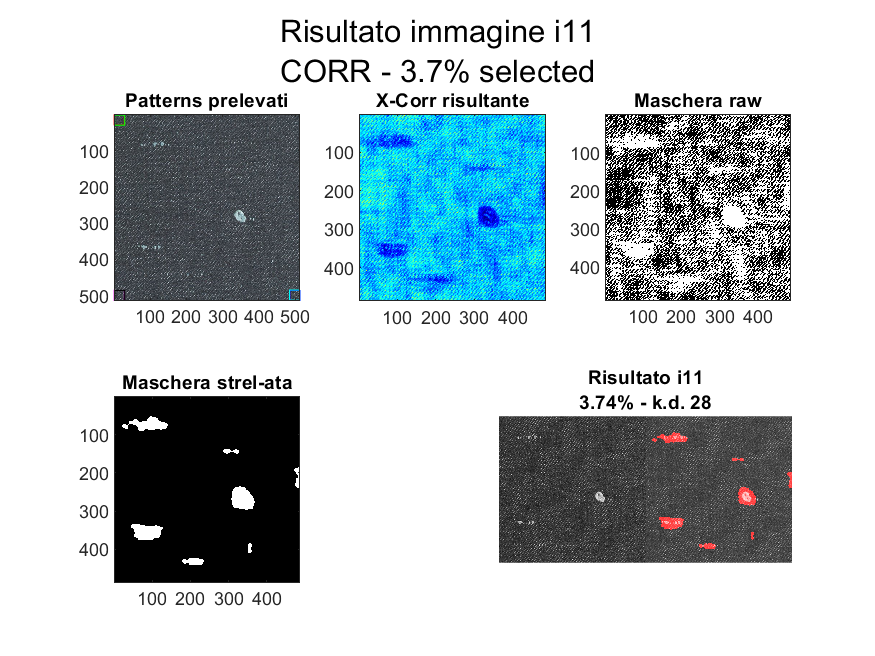 Risultato immagine i11
CORR - 3.7% selected
Patterns prelevati
100
200
300
400
500
100 200 300 400 500
X-Corr risultante
100
200
300
400
100 200 300 400
Maschera raw
100
200
300
400
100 200 300 400
Maschera strel-ata
100
200
300
400
100 200 300 400
Risultato i11
3.74% - k.d. 28